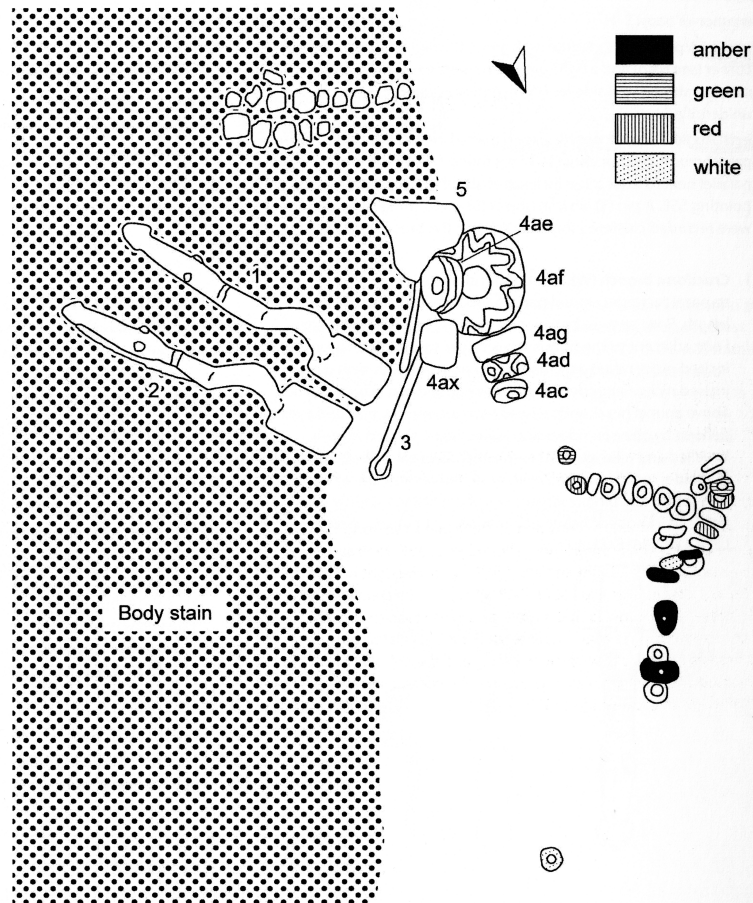 amber
green
red
white
5
4ae
4af
1
4ag
4ad
4ax
4ac
2
3
Body stain